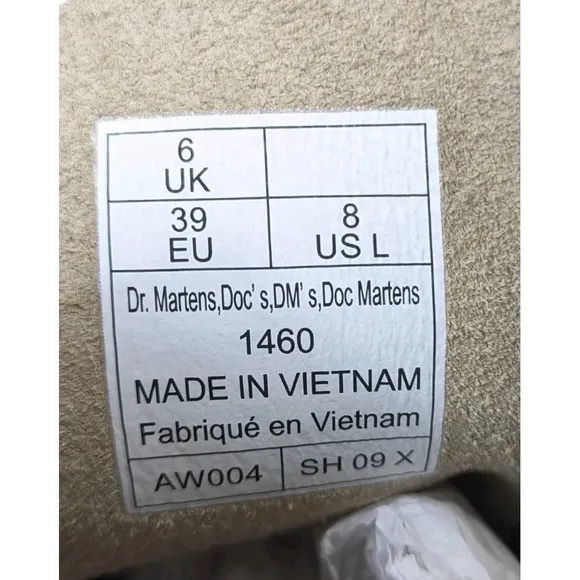 6
UK
39
EU
8
US L
Dr. Martens,Doc' s,DM' s,Doc Martens
1460
MADE IN VIETNAM
Fabriqué en Vietnam
AW004
SH 09 X